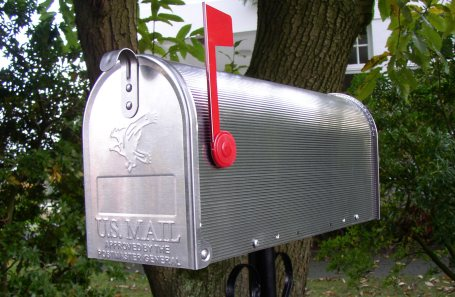 U.S. MAIL
APPROVED BY THE
POSTMASTER GENERAL